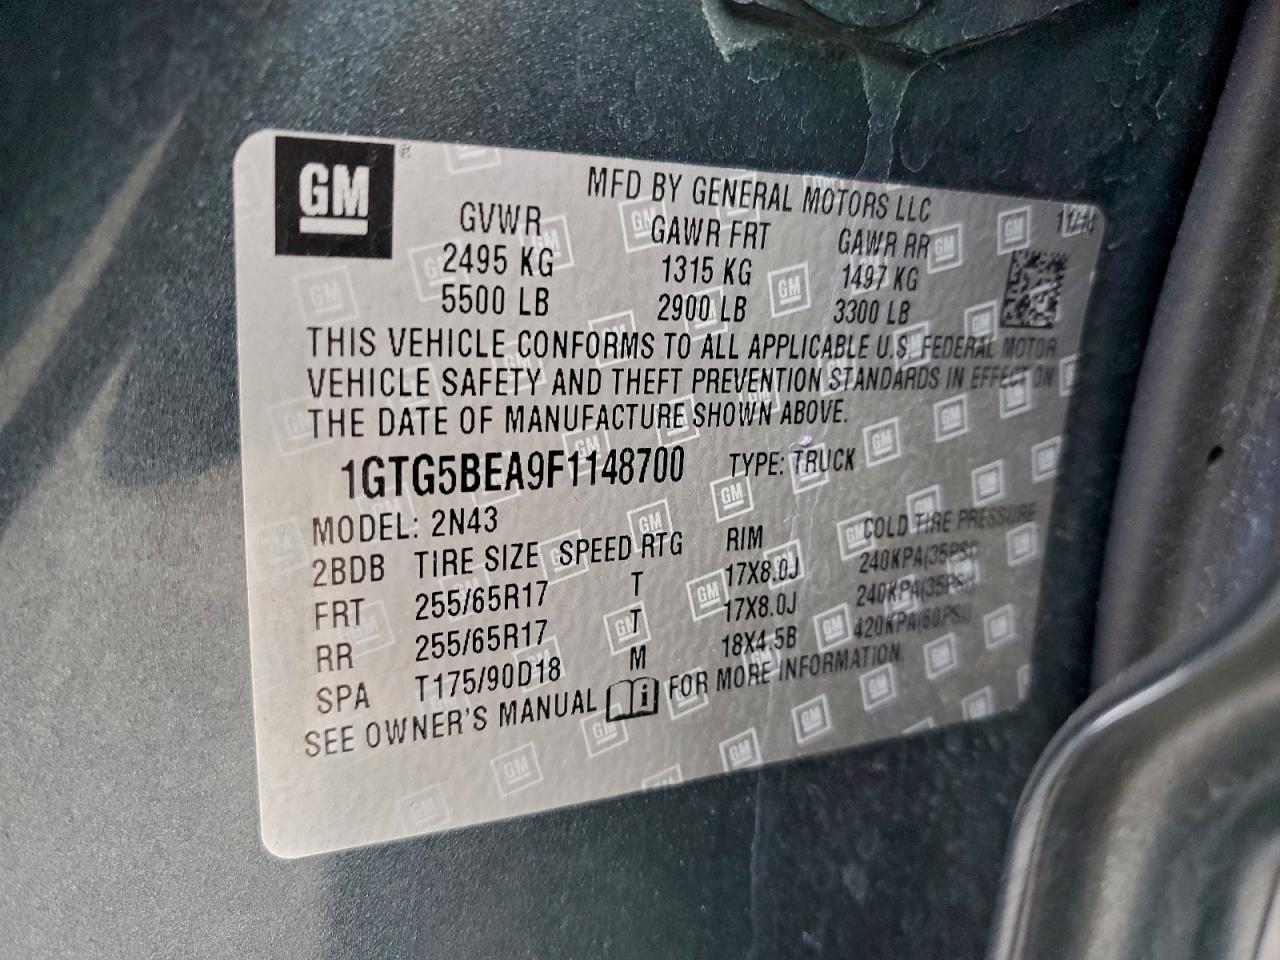 GM
MFD BY GENERAL MOTORS LLC
11/14
GVWR GAWR FRT GAWR RR
2495 KG 1315 KG 1497 KG
5500 LB 2900 LB 3300 LB
THIS VEHICLE CONFORMS TO ALL APPLICABLE U.S. FEDERAL MOTOR
VEHICLE SAFETY AND THEFT PREVENTION STANDARDS IN EFFECT ON
THE DATE OF MANUFACTURE SHOWN ABOVE.
1GTG5BEA9F1148700 TYPE: TRUCK
MODEL: 2N43
2BDB TIRE SIZE SPEED RTG RIM COLD TIRE PRESSURE
FRT 255/65R17 T 17X8.0J 240KPA(35PSI)
RR 255/65R17 T 17X8.0J 240KPA(35PSI)
SPA T175/90D18 M 18X4.5B 420KPA(60PSI)
SEE OWNER'S MANUAL FOR MORE INFORMATION.